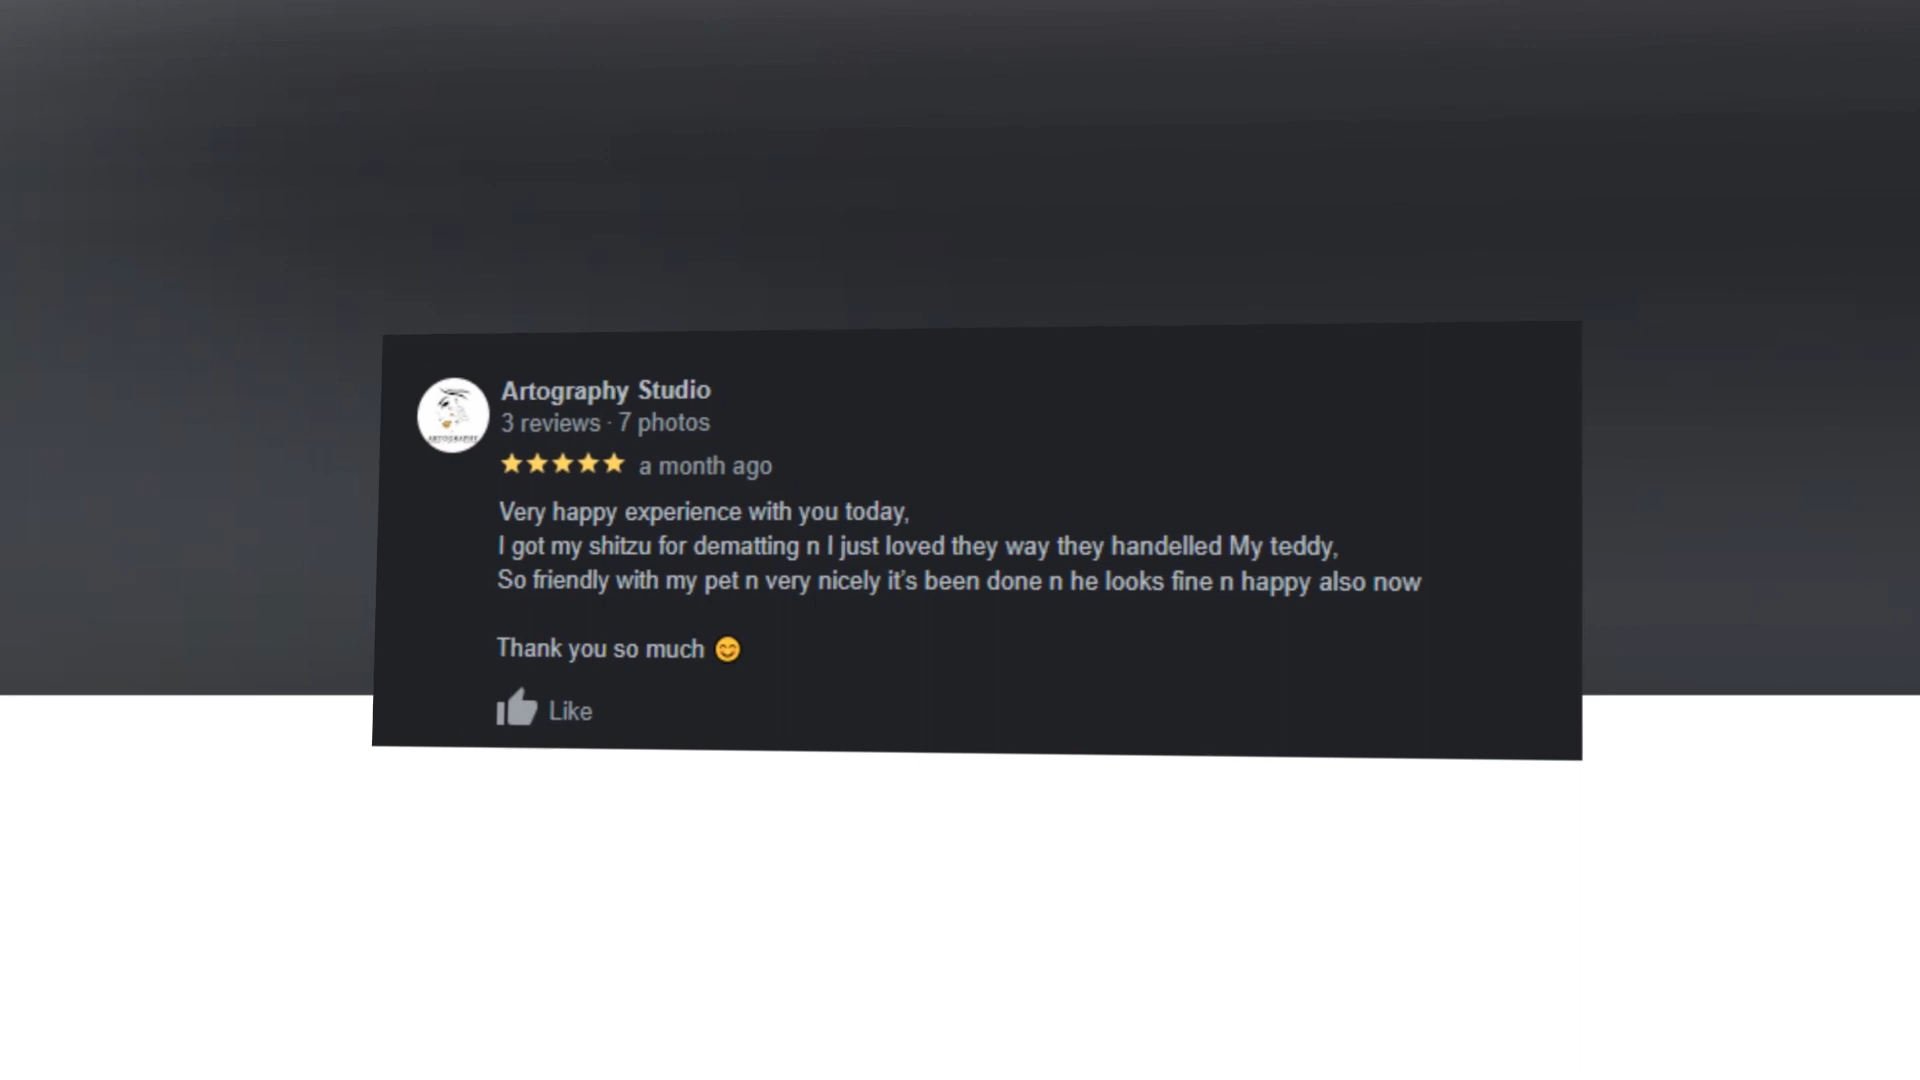 Artography Studio
3 reviews · 7 photos
a month ago
Very happy experience with you today,
I got my shitzu for dematting n I just loved they way they handelled My teddy,
So friendly with my pet n very nicely it's been done n he looks fine n happy also now
Thank you so much 😊
Like